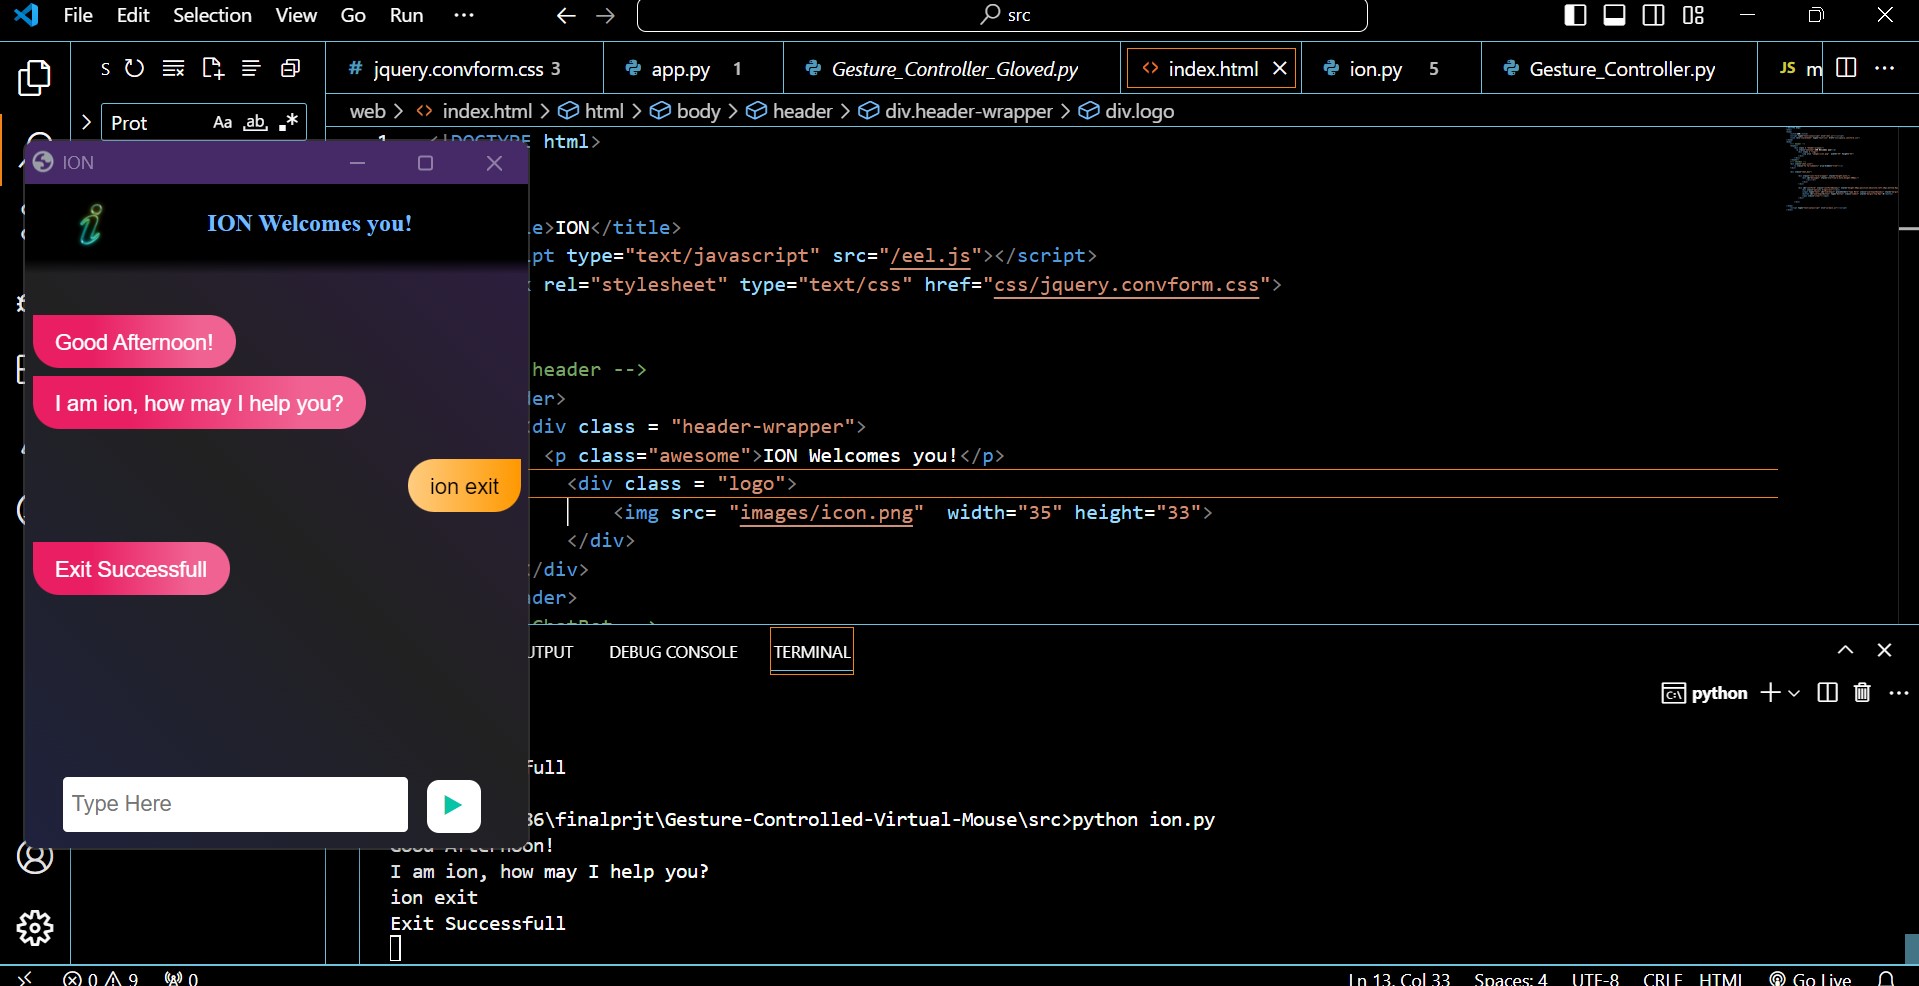 File Edit Selection View Go Run ··· src
S
# jquery.convform.css 3 app.py 1 Gesture_Controller_Gloved.py <> index.html ion.py 5 Gesture_Controller.py JS m
web > <> index.html > html > body > header > div.header-wrapper > div.logo
Prot Aa ab .*
1 <!DOCTYPE html>
ION
ION Welcomes you!
e>ION</title>
pt type="text/javascript" src="/eel.js"></script>
rel="stylesheet" type="text/css" href="css/jquery.convform.css">
Good Afternoon!
header -->
er>
I am ion, how may I help you?
div class = "header-wrapper">
<p class="awesome">ION Welcomes you!</p>
<div class = "logo">
ion exit
<img src= "images/icon.png" width="35" height="33">
</div>
Exit Successfull
/div>
der>
ChatBot
UTPUT DEBUG CONSOLE TERMINAL
python
full
Type Here
86\finalprjt\Gesture-Controlled-Virtual-Mouse\src>python ion.py
Good Afternoon!
I am ion, how may I help you?
ion exit
Exit Successfull
0 9 0 Ln 13, Col 33 Spaces: 4 UTF-8 CRLF HTML Go Live